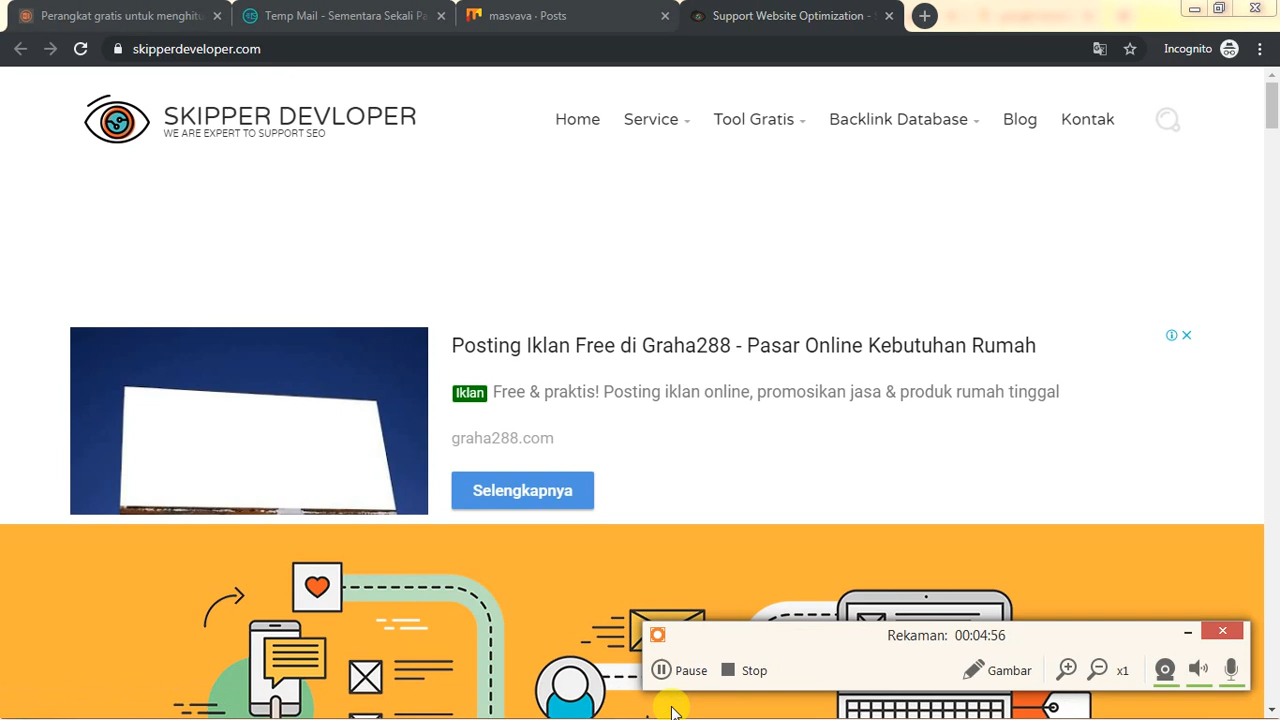 Perangkat gratis untuk menghitu
Temp Mail - Sementara Sekali Pa
masvava · Posts
Support Website Optimization -
skipperdeveloper.com
Incognito
SKIPPER DEVLOPER
WE ARE EXPERT TO SUPPORT SEO
Home
Service
Tool Gratis
Backlink Database
Blog
Kontak
Posting Iklan Free di Graha288 - Pasar Online Kebutuhan Rumah
Iklan Free & praktis! Posting iklan online, promosikan jasa & produk rumah tinggal
graha288.com
Selengkapnya
Rekaman: 00:04:56
Pause
Stop
Gambar
x1